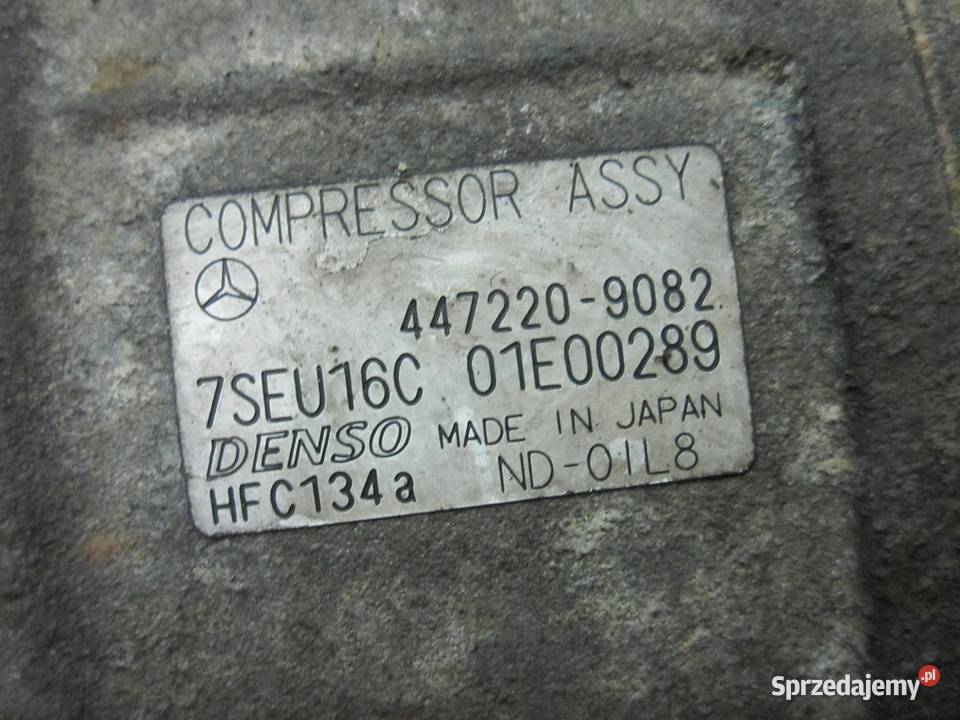 COMPRESSOR ASSY
447220-9082
7SEU16C 01E00289
DENSO MADE IN JAPAN
HFC134a ND-OIL8
Sprzedajemy.pl